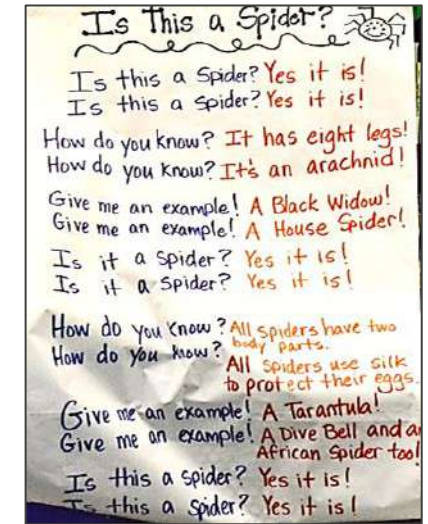 Is This a Spider?
Is this a Spider? Yes it is!
Is this a Spider? Yes it is!
How do you know? It has eight legs!
How do you know? It's an arachnid!
Give me an example! A Black Widow!
Give me an example! A House Spider!
Is it a spider? Yes it is!
Is it a spider? Yes it is!
How do you know? All spiders have two
body parts.
How do you know?
All spiders use silk
to protect their eggs.
Give me an example! A Tarantula!
Give me an example! A Dive Bell and a
African Spider too!
Is this a spider? Yes it is!
Is this a spider? Yes it is!